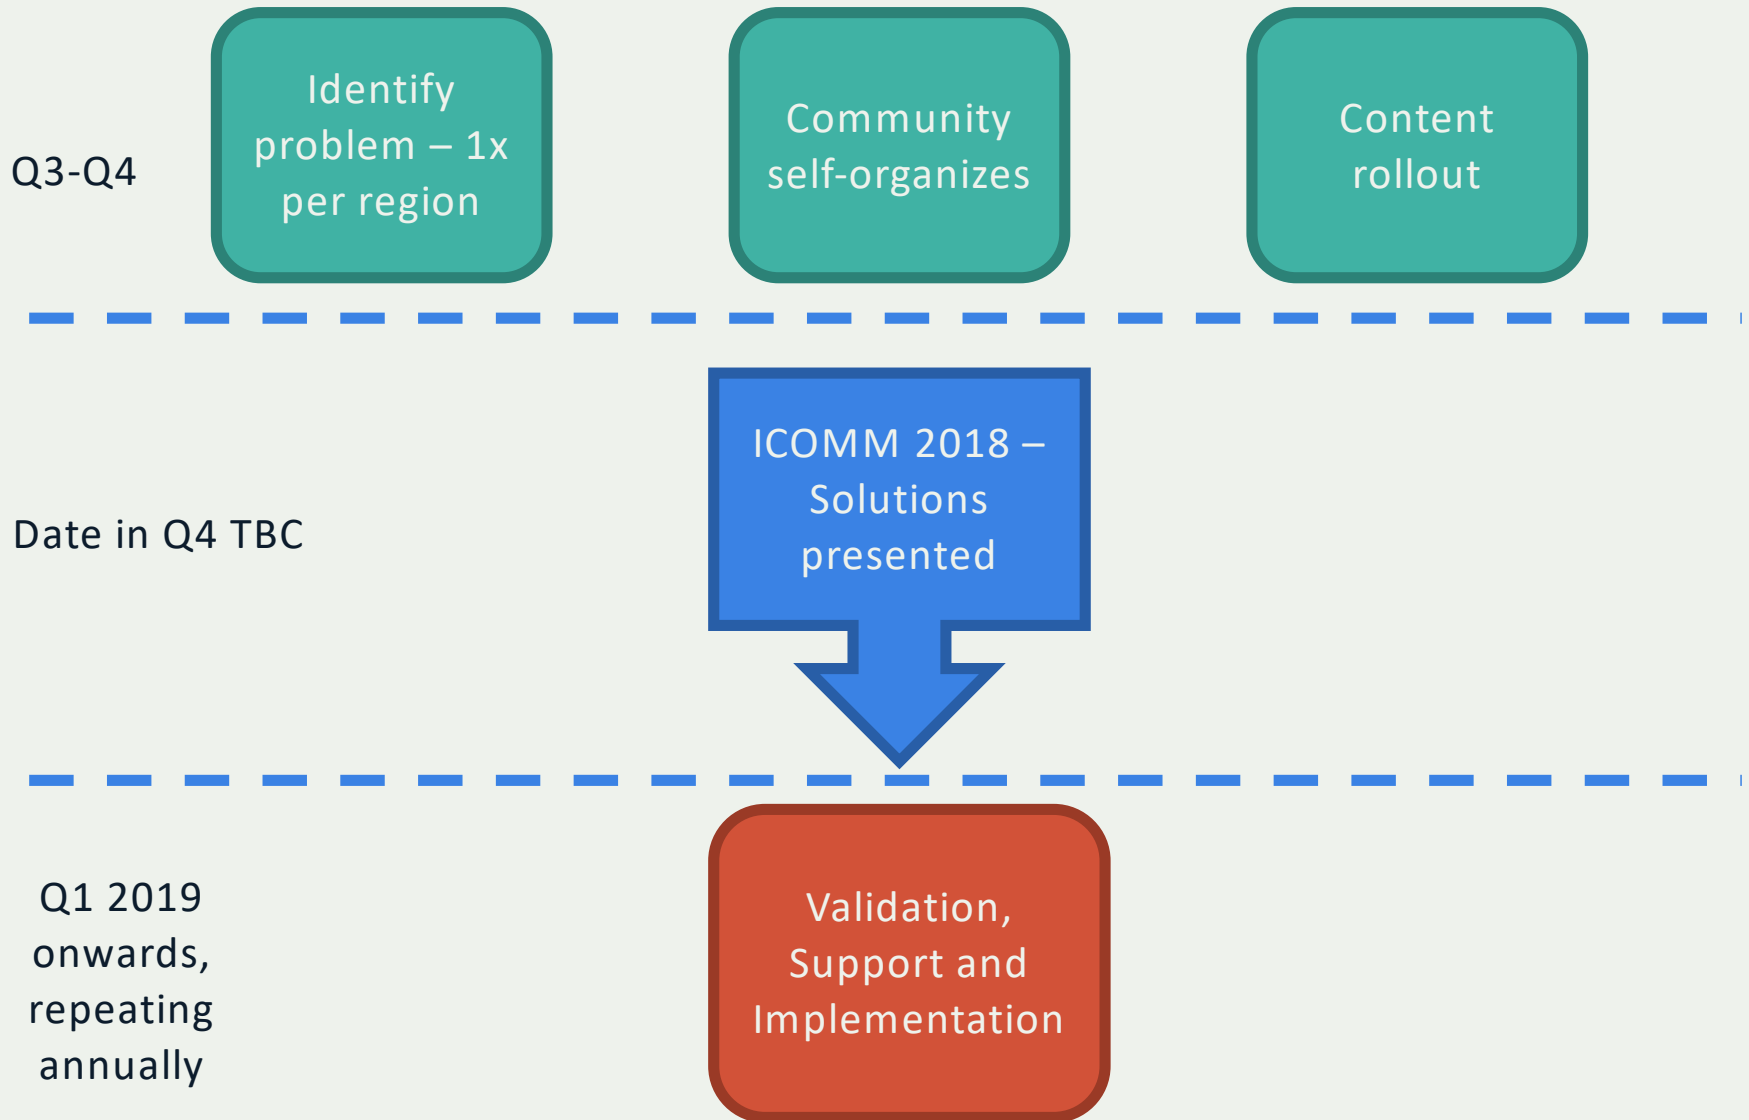 Q3-Q4
Identify
problem – 1x
per region
Community
self-organizes
Content
rollout
Date in Q4 TBC
ICOMM 2018 –
Solutions
presented
Q1 2019
onwards,
repeating
annually
Validation,
Support and
Implementation